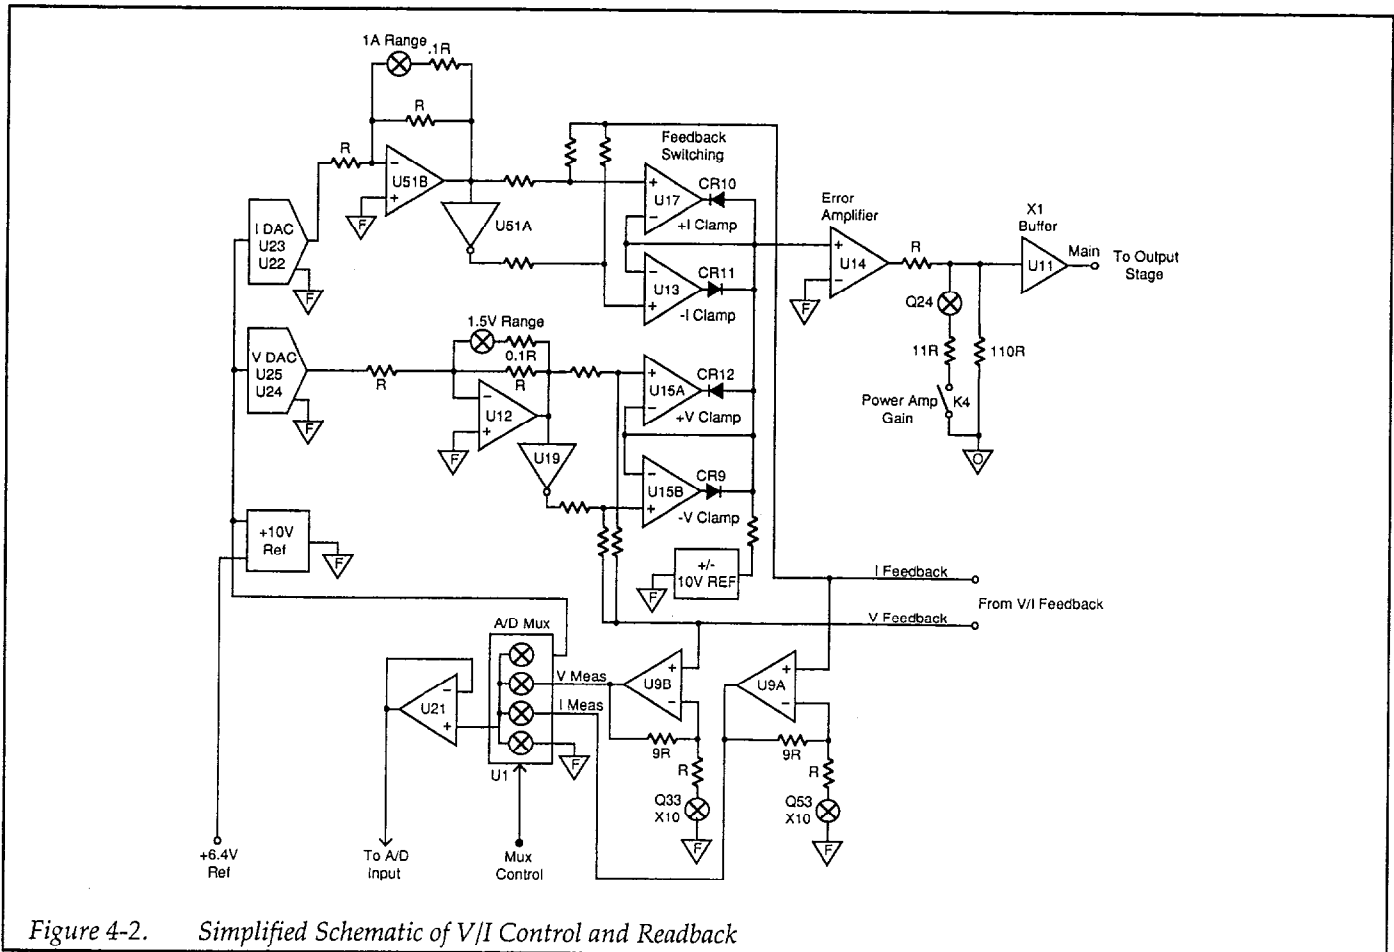 1A Range
.1R
R
R
−
+
U51B
F
U51A
I DAC
U23
U22
F
Feedback
Switching
+
U17
−
CR10
+I Clamp
−
U13
+
CR11
-I Clamp
Error
Amplifier
+
U14
−
F
R
X1
Buffer
U11
Main
To Output
Stage
Q24
11R
110R
Power Amp
Gain
K4
O
V DAC
U25
U24
F
R
1.5V Range
0.1R
R
−
U12
+
F
U19
+
U15A
−
CR12
+V Clamp
−
U15B
+
CR9
-V Clamp
+10V
Ref
F
+/-
10V REF
F
I Feedback
From V/I Feedback
V Feedback
A/D Mux
V Meas
I Meas
U1
F
−
U21
+
+
U9B
−
9R
R
Q33
X10
F
+
U9A
−
9R
R
Q53
X10
F
+6.4V
Ref
To A/D
Input
Mux
Control
Figure 4-2. Simplified Schematic of V/I Control and Readback